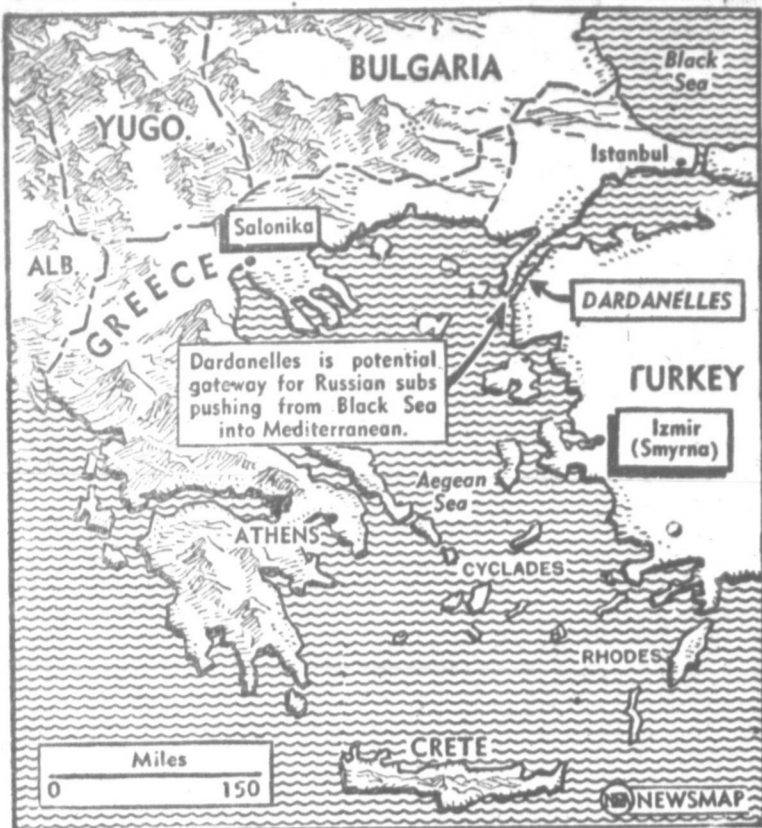 BULGARIA
Black
Sea
YUGO.
Istanbul
Salonika
ALB.
GREECE
DARDANELLES
Dardanelles is potential
gateway for Russian subs
pushing from Black Sea
into Mediterranean.
TURKEY
Izmir
(Smyrna)
Aegean
Sea
ATHENS
CYCLADES
RHODES
CRETE
Miles
0 150
NEWSMAP